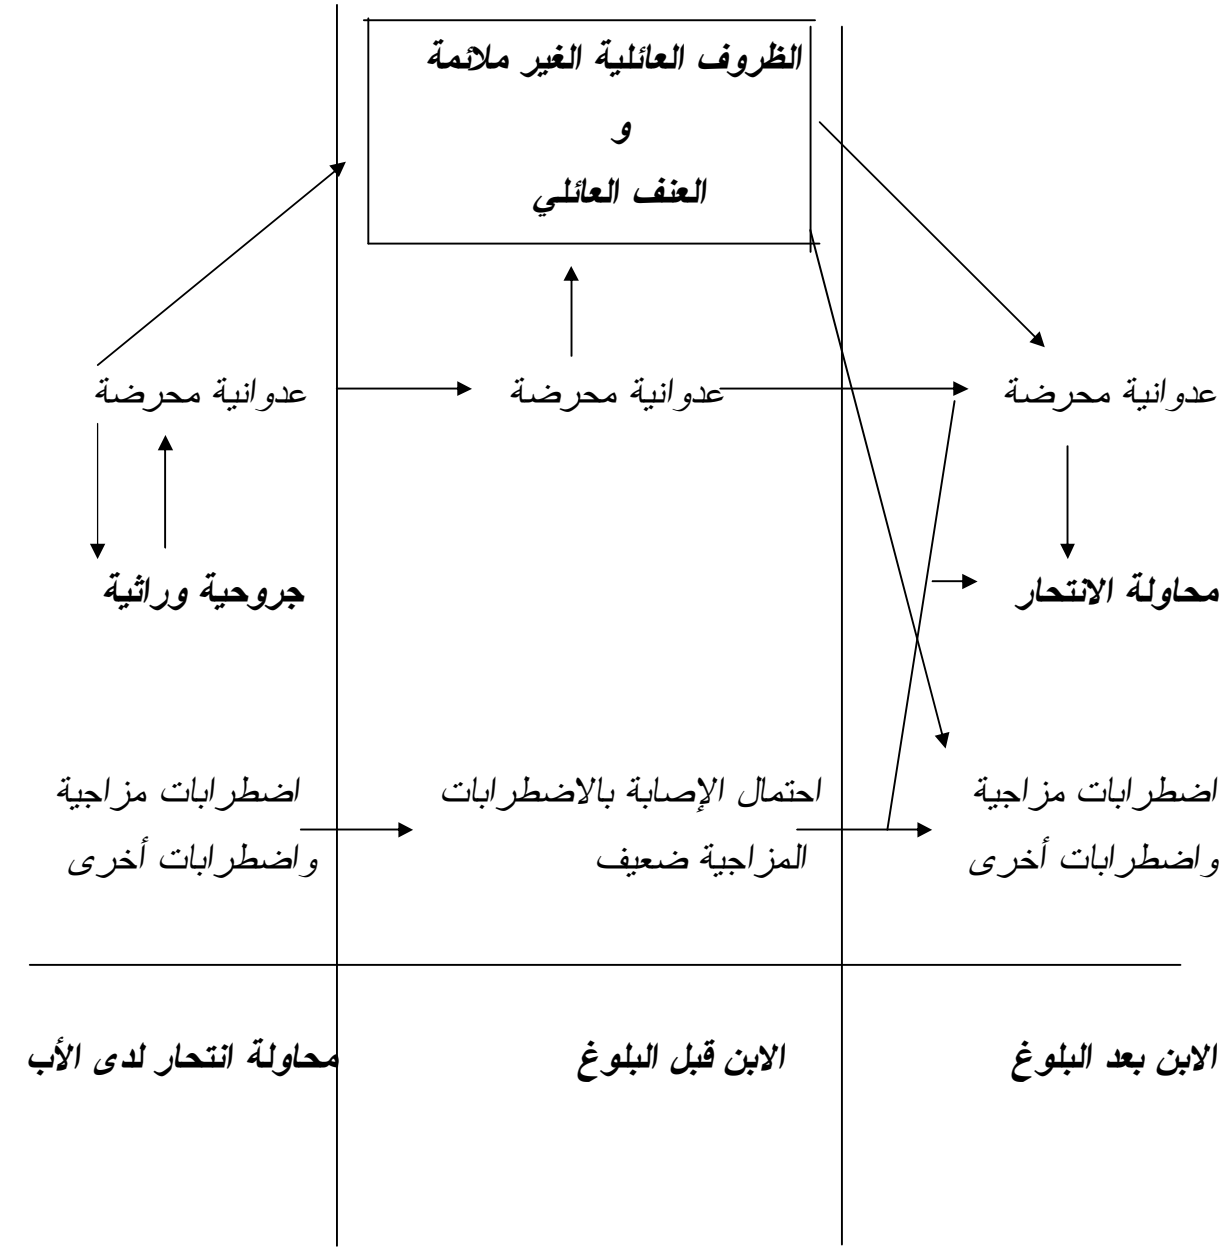 الظروف العائلية الغير ملائمة
و
العنف العائلي
عدوانية محرضة
عدوانية محرضة
عدوانية محرضة
محاولة الانتحار
جروحية وراثية
اضطرابات مزاجية
واضطرابات أخرى
احتمال الإصابة بالاضطرابات
المزاجية ضعيف
اضطرابات مزاجية
واضطرابات أخرى
الابن بعد البلوغ
الابن قبل البلوغ
محاولة انتحار لدى الأب